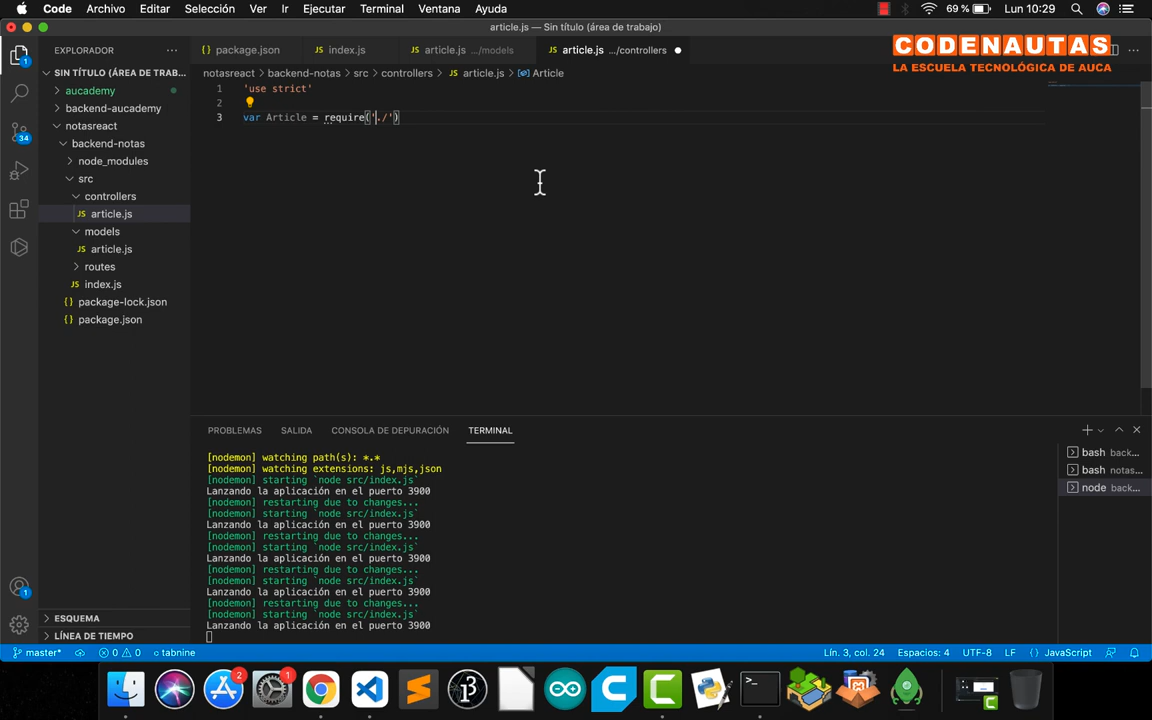 Code Archivo Editar Selección Ver Ir Ejecutar Terminal Ventana Ayuda 69 % Lun 10:29
article.js — Sin título (área de trabajo)
EXPLORADOR
package.json
index.js
article.js .../models
article.js .../controllers
CODENAUTAS
LA ESCUELA TECNOLÓGICA DE AUCA
notasreact > backend-notas > src > controllers > article.js > Article
SIN TÍTULO (ÁREA DE TRAB...
aucademy
backend-aucademy
notasreact
backend-notas
node_modules
src
controllers
article.js
models
article.js
routes
index.js
package-lock.json
package.json
1 'use strict'
2
3 var Article = require('./')
PROBLEMAS SALIDA CONSOLA DE DEPURACIÓN TERMINAL
[nodemon] watching path(s): *.*
[nodemon] watching extensions: js,mjs,json
[nodemon] starting `node src/index.js`
Lanzando la aplicación en el puerto 3900
[nodemon] restarting due to changes...
[nodemon] starting `node src/index.js`
Lanzando la aplicación en el puerto 3900
[nodemon] restarting due to changes...
[nodemon] starting `node src/index.js`
Lanzando la aplicación en el puerto 3900
[nodemon] restarting due to changes...
[nodemon] starting `node src/index.js`
Lanzando la aplicación en el puerto 3900
[nodemon] restarting due to changes...
[nodemon] starting `node src/index.js`
Lanzando la aplicación en el puerto 3900
bash back...
bash notas...
node back...
1
34
1
ESQUEMA
LÍNEA DE TIEMPO
master* 0 0 tabnine Lín. 3, col. 24 Espacios: 4 UTF-8 LF JavaScript
2
1